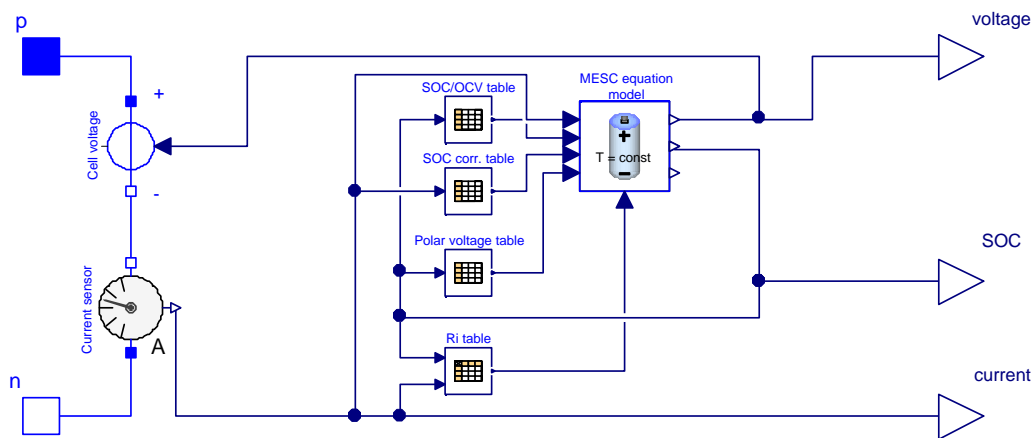 p
voltage
MESC equation
model
SOC/OCV table
+
Cell voltage
+
T = const
SOC corr. table
-
Polar voltage table
SOC
Current sensor
A
Ri table
n
current